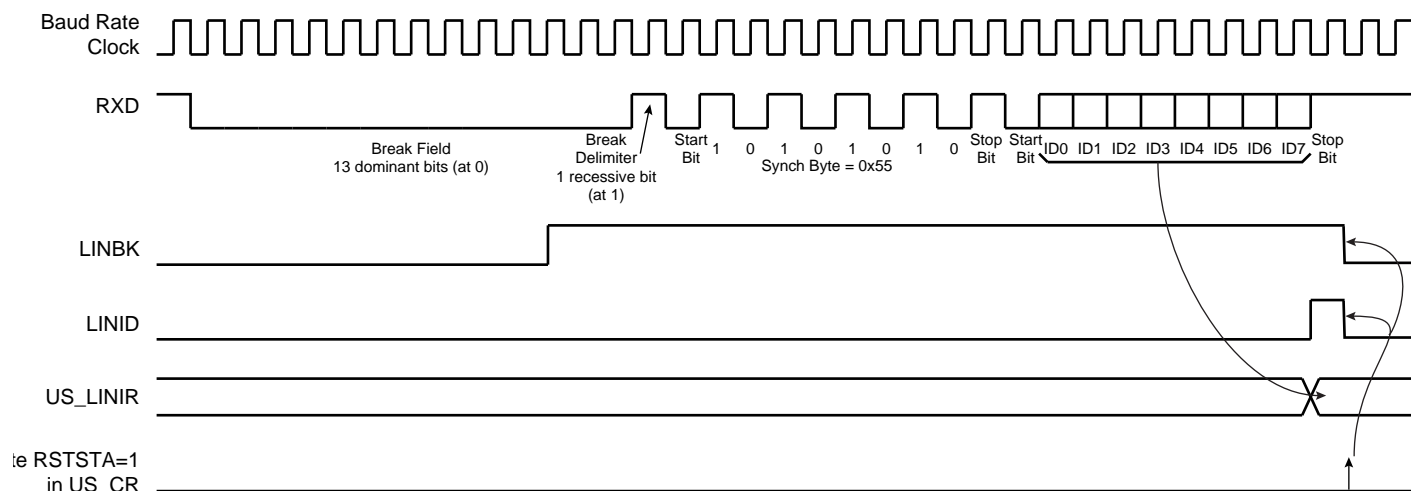 Baud Rate
Clock
RXD
Break Field
13 dominant bits (at 0)
Break
Delimiter
1 recessive bit
(at 1)
Start
Bit
1 0 1 0 1 0 1 0
Synch Byte = 0x55
Stop
Bit
Start
Bit
ID0 ID1 ID2 ID3 ID4 ID5 ID6 ID7
Stop
Bit
LINBK
LINID
US_LINIR
RSTSTA=1
in US_CR